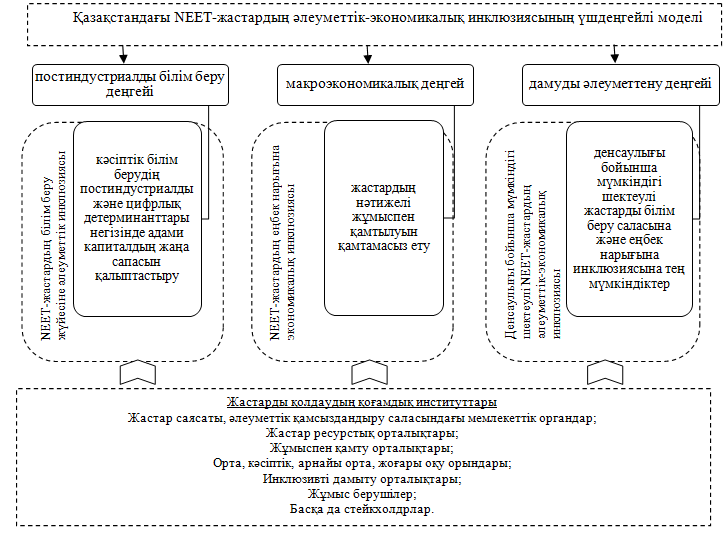 Қазақстандағы NEET-жастардың әлеуметтік-экономикалық инклюзиясының үшдеңгейлі моделі
постиндустриалды білім беру
деңгейі
макроэкономикалық деңгей
дамуды әлеуметтену деңгейі
NEET-жастардың білім беру
жүйесіне әлеуметтік инклюзиясы
кәсіптік білім
берудің
постиндустриалды
және цифрлық
детерминанттары
негізінде адами
капиталдың жаңа
сапасын
қалыптастыру
NEET-жастардың еңбек нарығына
экономикалық инклюзиясы
жастардың
нәтижелі
жұмыспен
қамтылуын
қамтамасыз ету
Денсаулығы бойынша мүмкіндігі
шектеулі NEET-жастардың
әлеуметтік-экономикалық
инклюзиясы
денсаулығы
бойынша
мүмкіндігі
шектеулі
жастарды білім
беру саласына
және еңбек
нарығына
инклюзиясына тең
мүмкіндіктер
Жастарды қолдаудың қоғамдық институттары
Жастар саясаты, әлеуметтік қамсыздандыру саласындағы мемлекеттік органдар;
Жастар ресурстық орталықтары;
Жұмыспен қамту орталықтары;
Орта, кәсіптік, арнайы орта, жоғары оқу орындары;
Инклюзивті дамыту орталықтары;
Жұмыс берушілер;
Басқа да стейкхолдрлар.